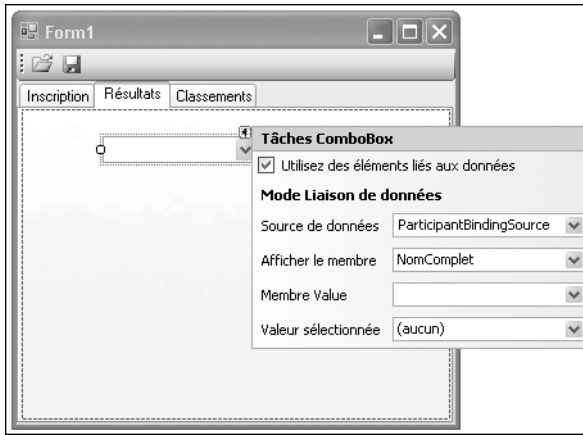 Form1
Inscription Résultats Classements
Tâches ComboBox
Utilisez des éléments liés aux données
Mode Liaison de données
Source de données ParticipantBindingSource
Afficher le membre NomComplet
Membre Value
Valeur sélectionnée (aucun)